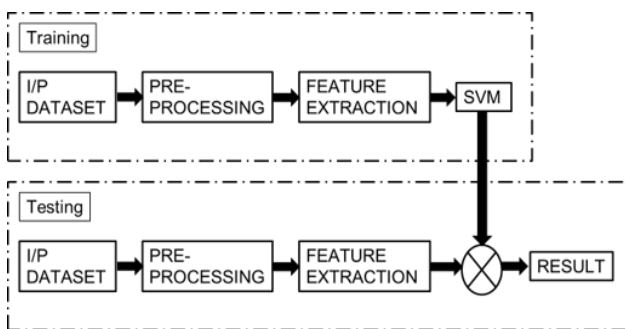 Training
I/P
DATASET
PRE-
PROCESSING
FEATURE
EXTRACTION
SVM
Testing
I/P
DATASET
PRE-
PROCESSING
FEATURE
EXTRACTION
RESULT